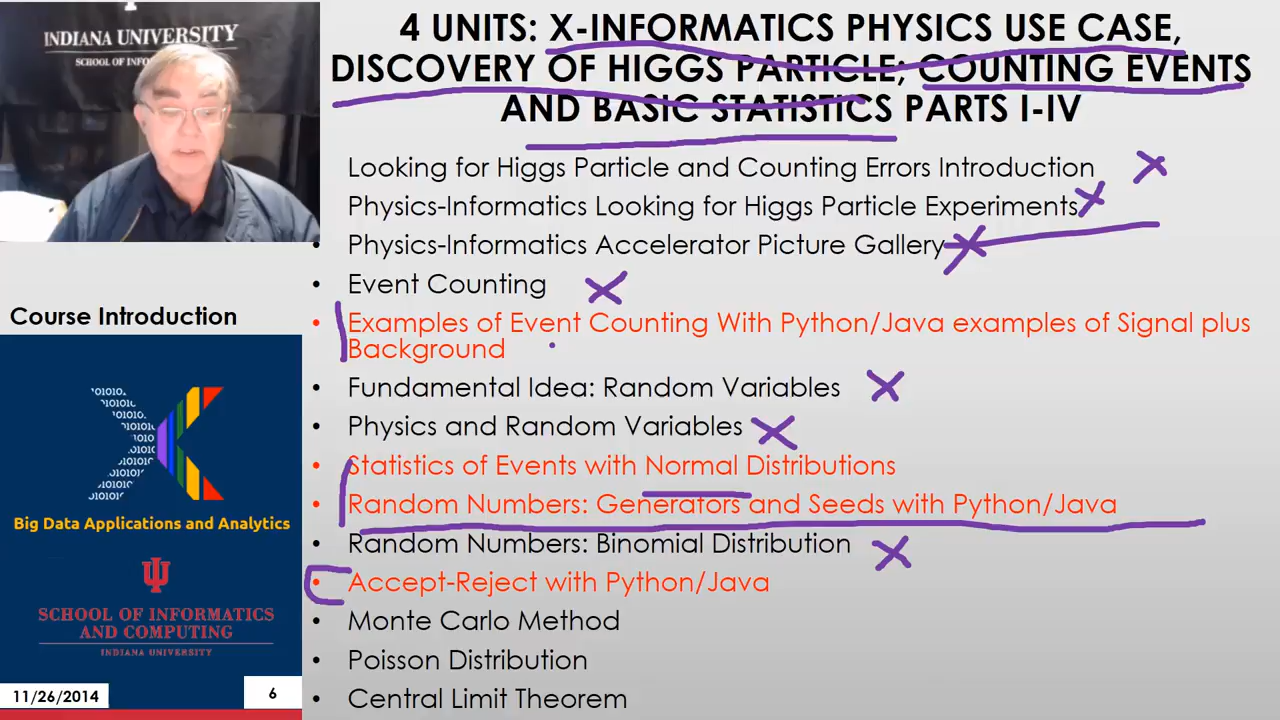 INDIANA UNIVERSITY
SCHOOL OF INFO
4 UNITS: X-INFORMATICS PHYSICS USE CASE,
DISCOVERY OF HIGGS PARTICLE; COUNTING EVENTS
AND BASIC STATISTICS PARTS I-IV
Looking for Higgs Particle and Counting Errors Introduction
Physics-Informatics Looking for Higgs Particle Experiments
• Physics-Informatics Accelerator Picture Gallery
• Event Counting
• Examples of Event Counting With Python/Java examples of Signal plus
Background
• Fundamental Idea: Random Variables
• Physics and Random Variables
• Statistics of Events with Normal Distributions
• Random Numbers: Generators and Seeds with Python/Java
• Random Numbers: Binomial Distribution
• Accept-Reject with Python/Java
• Monte Carlo Method
• Poisson Distribution
• Central Limit Theorem
Course Introduction
Big Data Applications and Analytics
SCHOOL OF INFORMATICS
AND COMPUTING
INDIANA UNIVERSITY
11/26/2014
6